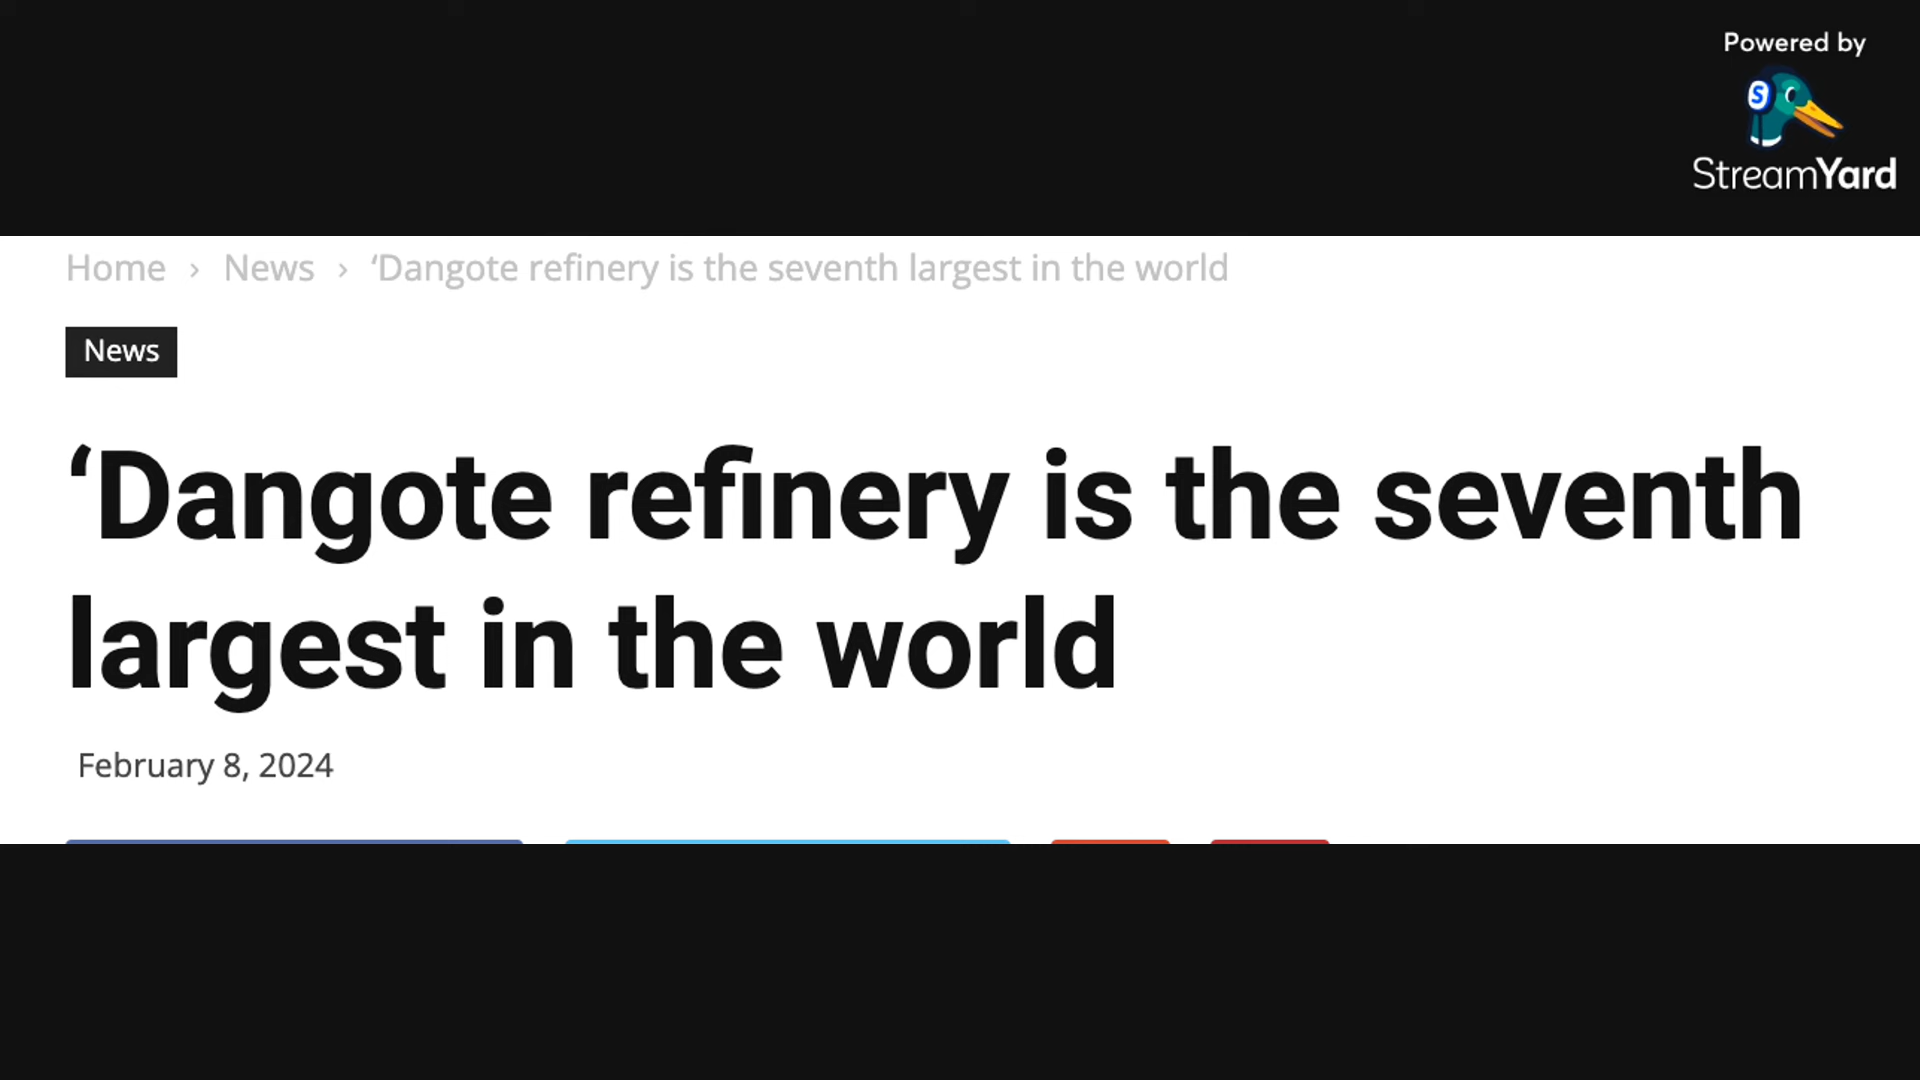 Powered by
S
StreamYard
Home › News › ‘Dangote refinery is the seventh largest in the world
News
‘Dangote refinery is the seventh
largest in the world
February 8, 2024